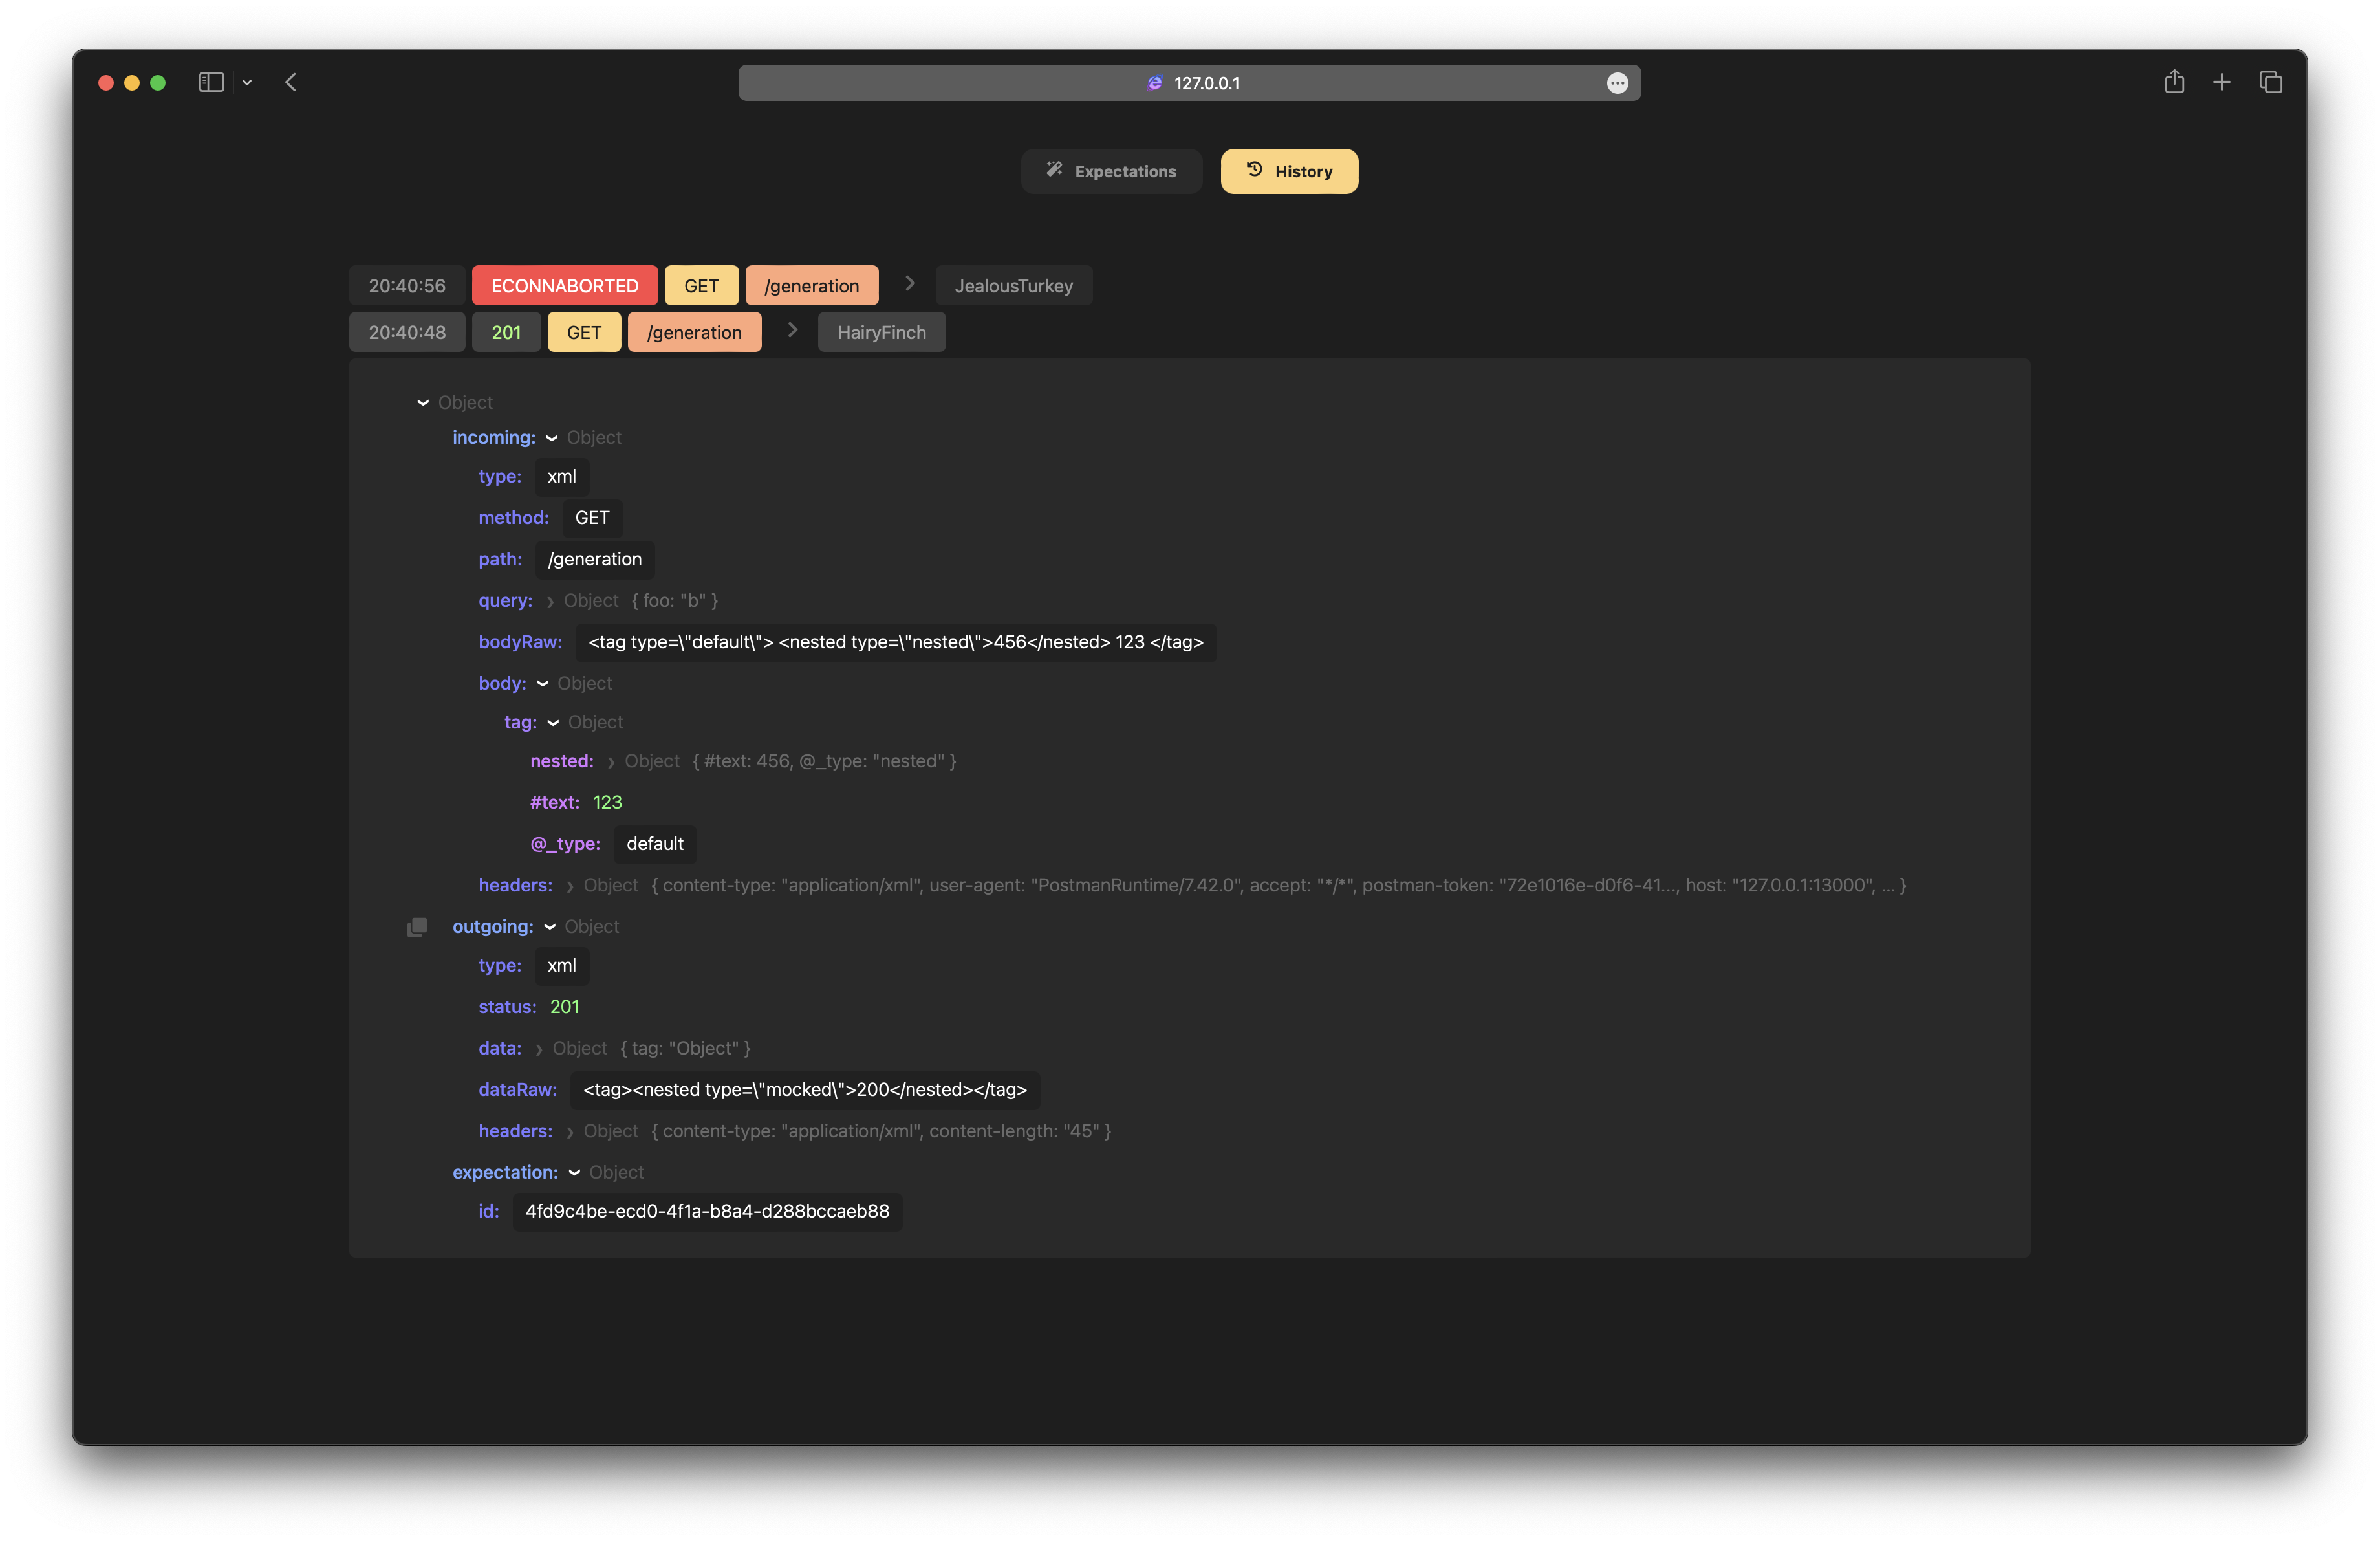 127.0.0.1
Expectations History
20:40:56 ECONNABORTED GET /generation JealousTurkey
20:40:48 201 GET /generation HairyFinch
Object
incoming: Object
type: xml
method: GET
path: /generation
query: Object { foo: "b" }
bodyRaw: <tag type=\"default\"> <nested type=\"nested\">456</nested> 123 </tag>
body: Object
tag: Object
nested: Object { #text: 456, @_type: "nested" }
#text: 123
@_type: default
headers: Object { content-type: "application/xml", user-agent: "PostmanRuntime/7.42.0", accept: "*/*", postman-token: "72e1016e-d0f6-41..., host: "127.0.0.1:13000", ... }
outgoing: Object
type: xml
status: 201
data: Object { tag: "Object" }
dataRaw: <tag><nested type=\"mocked\">200</nested></tag>
headers: Object { content-type: "application/xml", content-length: "45" }
expectation: Object
id: 4fd9c4be-ecd0-4f1a-b8a4-d288bccaeb88